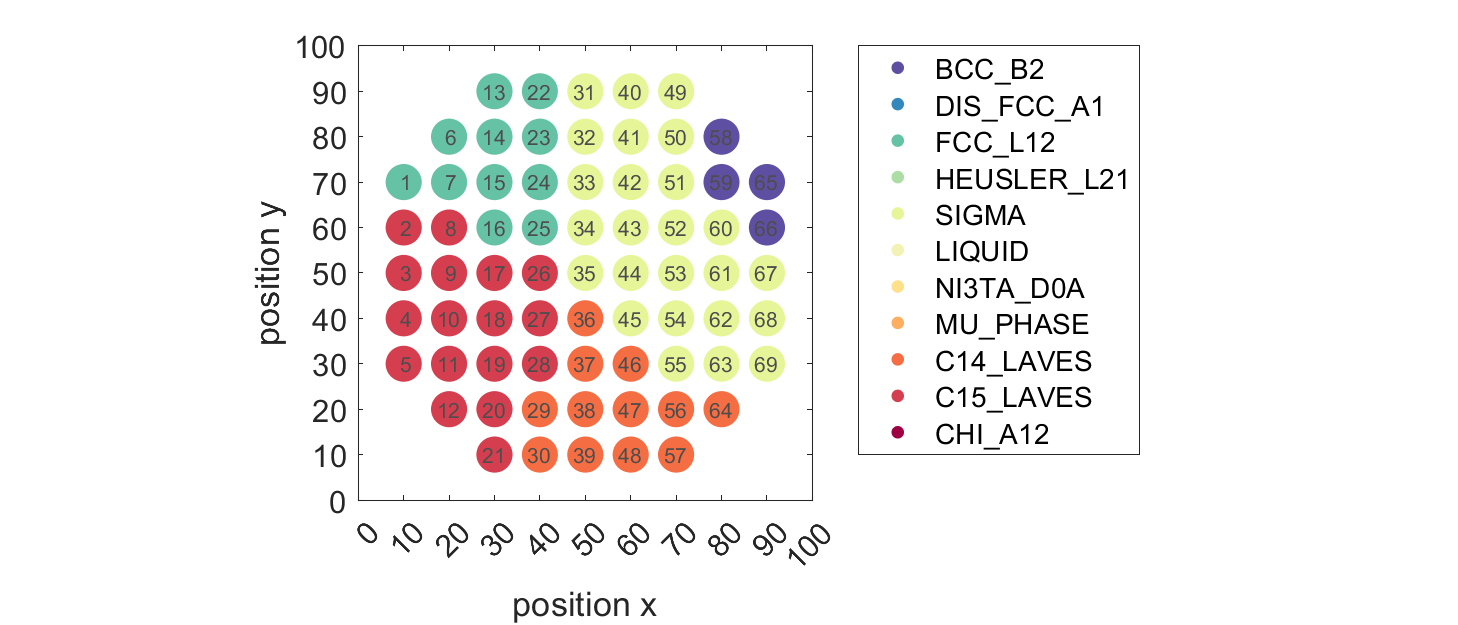 100
90 13 22 31 40 49
80 6 14 23 32 41 50 58
70 1 7 15 24 33 42 51 59 65
60 2 8 16 25 34 43 52 60 66
50 3 9 17 26 35 44 53 61 67
40 4 10 18 27 36 45 54 62 68
30 5 11 19 28 37 46 55 63 69
20 12 20 29 38 47 56 64
10 21 30 39 48 57
0
0 10 20 30 40 50 60 70 80 90 100
position x
position y
BCC_B2
DIS_FCC_A1
FCC_L12
HEUSLER_L21
SIGMA
LIQUID
NI3TA_D0A
MU_PHASE
C14_LAVES
C15_LAVES
CHI_A12